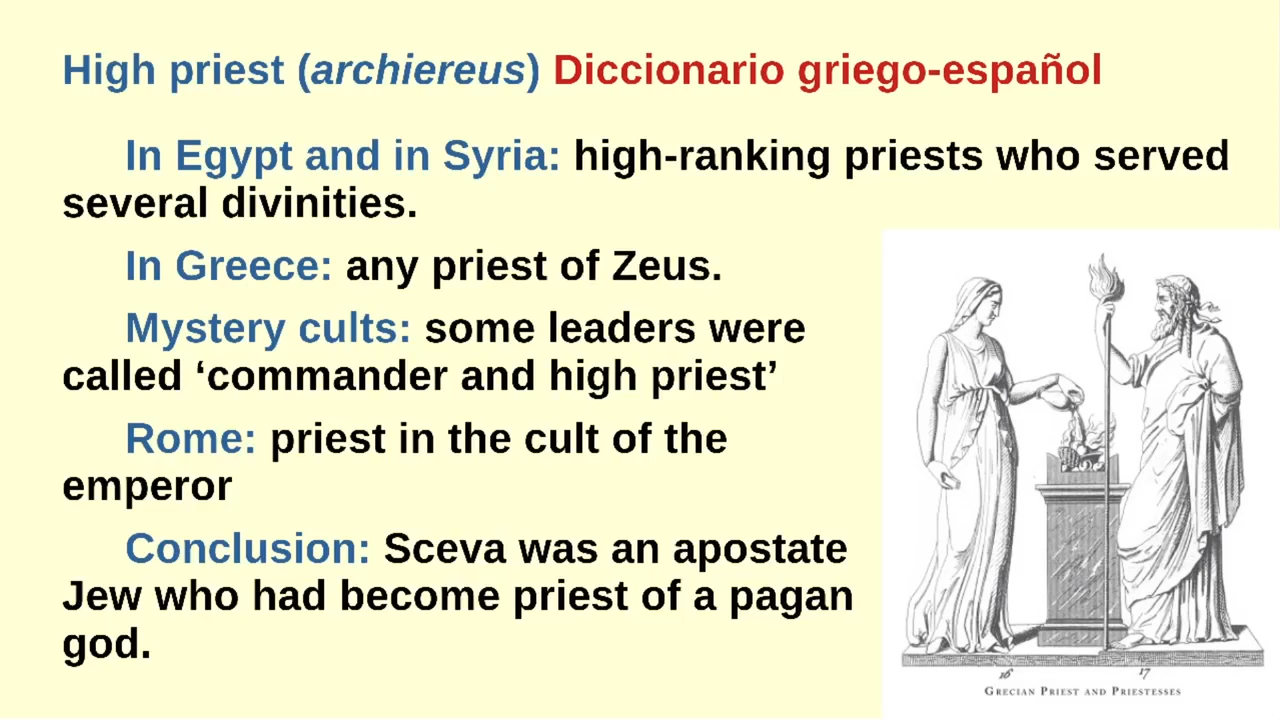 High priest (archiereus) Diccionario griego-español
In Egypt and in Syria: high-ranking priests who served
several divinities.
In Greece: any priest of Zeus.
Mystery cults: some leaders were
called ‘commander and high priest’
Rome: priest in the cult of the
emperor
Conclusion: Sceva was an apostate
Jew who had become priest of a pagan
god.
16 17
Grecian Priest and Priestesses